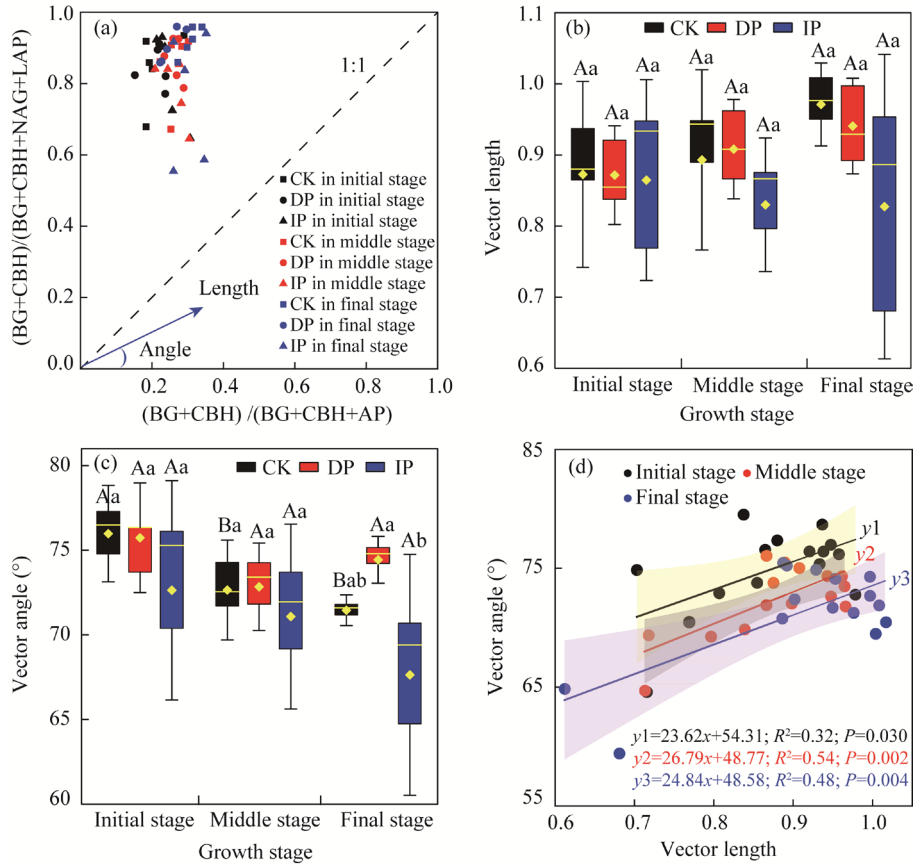 (a)
(BG+CBH)/(BG+CBH+NAG+LAP)
1.0
0.8
0.6
0.4
0.2
0.0
1:1
CK in initial stage
DP in initial stage
IP in initial stage
CK in middle stage
DP in middle stage
IP in middle stage
CK in final stage
DP in final stage
IP in final stage
Length
Angle
0.2 0.4 0.6 0.8 1.0
(BG+CBH) /(BG+CBH+AP)
(b)
CK DP IP
Vector length
1.1
1.0
0.9
0.8
0.7
0.6
Aa Aa Aa Aa Aa Aa Aa Aa Aa
Initial stage Middle stage Final stage
Growth stage
(c)
CK DP IP
Vector angle (°)
80
75
70
65
60
Aa Aa Aa Ba Aa Aa Bab Aa Ab
Initial stage Middle stage Final stage
Growth stage
(d)
Initial stage Middle stage
Final stage
Vector angle (°)
85
75
65
55
y1
y2
y3
y1=23.62x+54.31; R²=0.32; P=0.030
y2=26.79x+48.77; R²=0.54; P=0.002
y3=24.84x+48.58; R²=0.48; P=0.004
0.6 0.7 0.8 0.9 1.0
Vector length